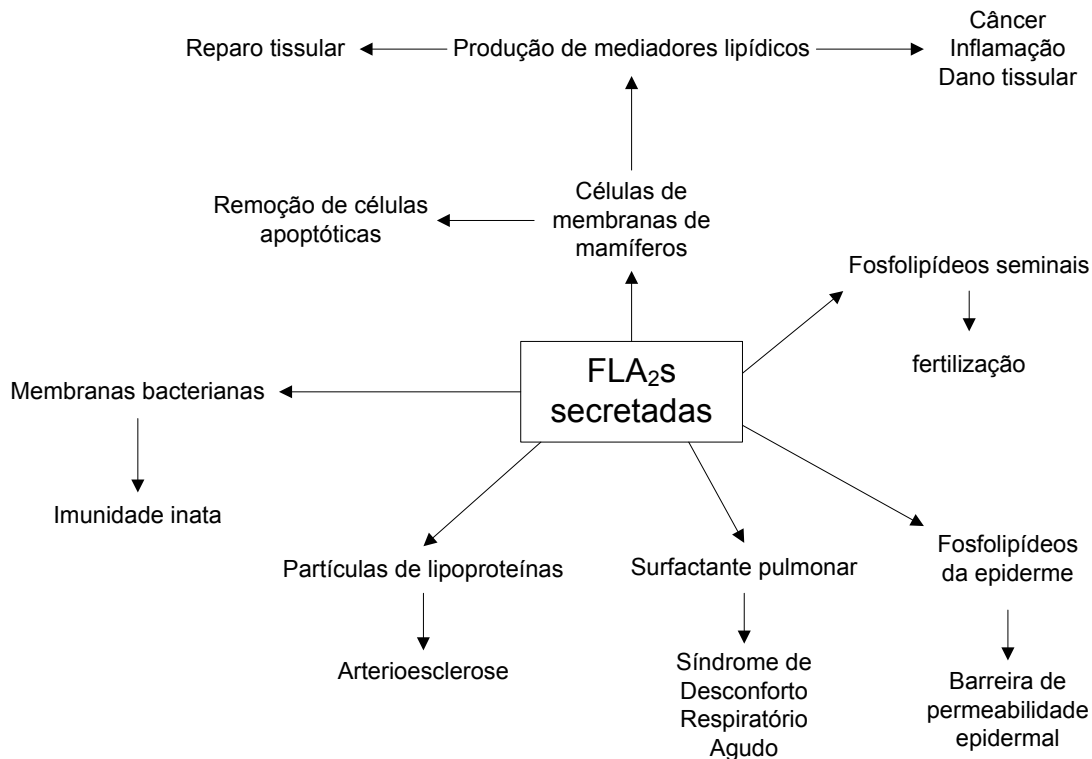 Reparo tissular
Produção de mediadores lipídicos
Câncer
Inflamação
Dano tissular
Remoção de células
apoptóticas
Células de
membranas de
mamíferos
Fosfolipídeos seminais
fertilização
FLA₂s
secretadas
Membranas bacterianas
Imunidade inata
Partículas de lipoproteínas
Arterioesclerose
Surfactante pulmonar
Síndrome de
Desconforto
Respiratório
Agudo
Fosfolipídeos
da epiderme
Barreira de
permeabilidade
epidermal